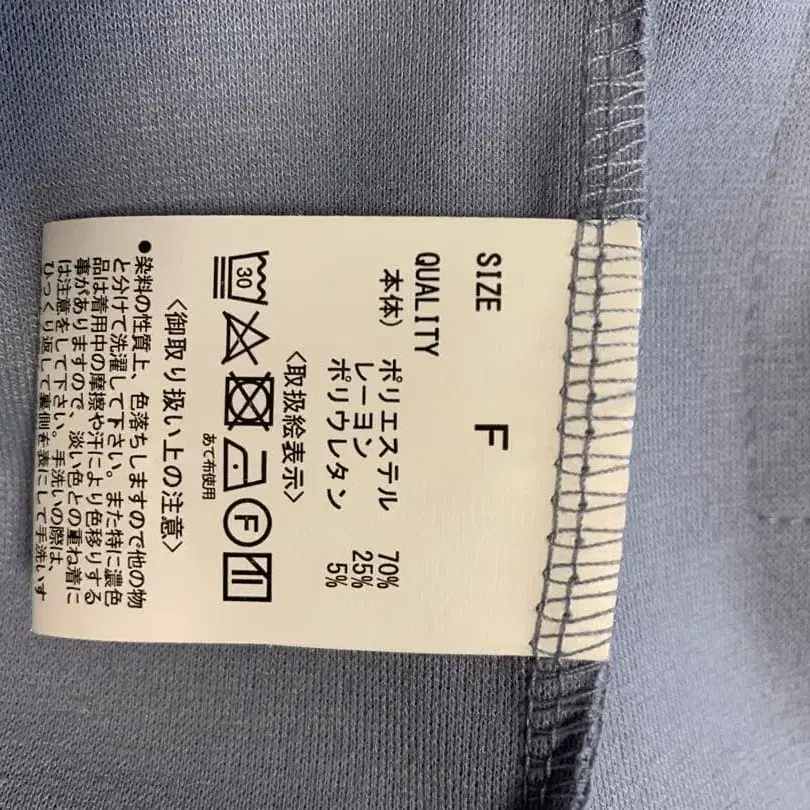 SIZE F
QUALITY
本体) ポリエステル 70%
レーヨン 25%
ポリウレタン 5%
〈取扱絵表示〉
30 F
あて布使用
〈御取り扱い上の注意〉
●染料の性質上、色落ちしますので他の物
と分けて洗濯して下さい。また特に濃色
品は着用中の摩擦や汗により色移りする
事がありますので、淡い色との重ね着に
は注意をして下さい。手洗いの際は、
ひっくり返して裏側を表にして手洗いす